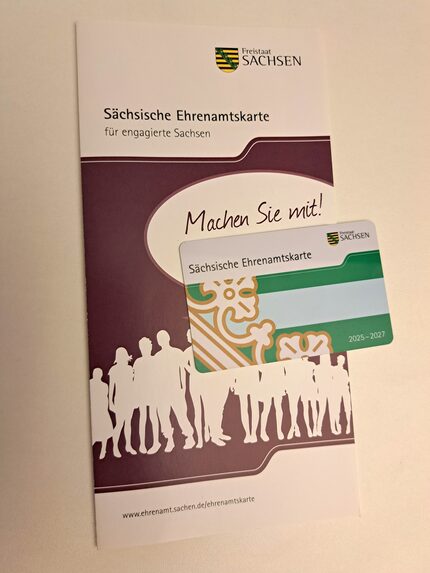 Freistaat
SACHSEN
Sächsische Ehrenamtskarte
für engagierte Sachsen
Machen Sie mit!
Freistaat
SACHSEN
Sächsische Ehrenamtskarte
2025–2027
www.ehrenamt.sachsen.de/ehrenamtskarte